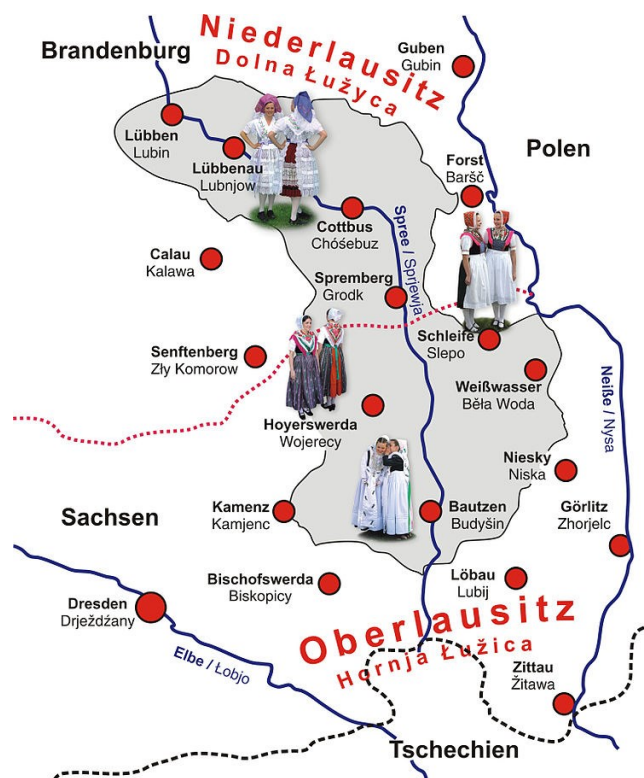 Brandenburg
Niederlausitz
Dolna Łužyca
Guben
Gubin
Polen
Lübben
Lubin
Lübbenau
Lubnjow
Forst
Baršć
Cottbus
Chóśebuz
Spree / Sprjewja
Calau
Kalawa
Spremberg
Grodk
Schleife
Slepo
Senftenberg
Zły Komorow
Weißwasser
Běła Woda
Neiße / Nysa
Hoyerswerda
Wojerecy
Niesky
Niska
Sachsen
Kamenz
Kamjenc
Bautzen
Budyšin
Görlitz
Zhorjelc
Bischofswerda
Biskopicy
Löbau
Lubij
Dresden
Drježdźany
Oberlausitz
Hornja Łužica
Elbe / Łobjo
Zittau
Žitawa
Tschechien